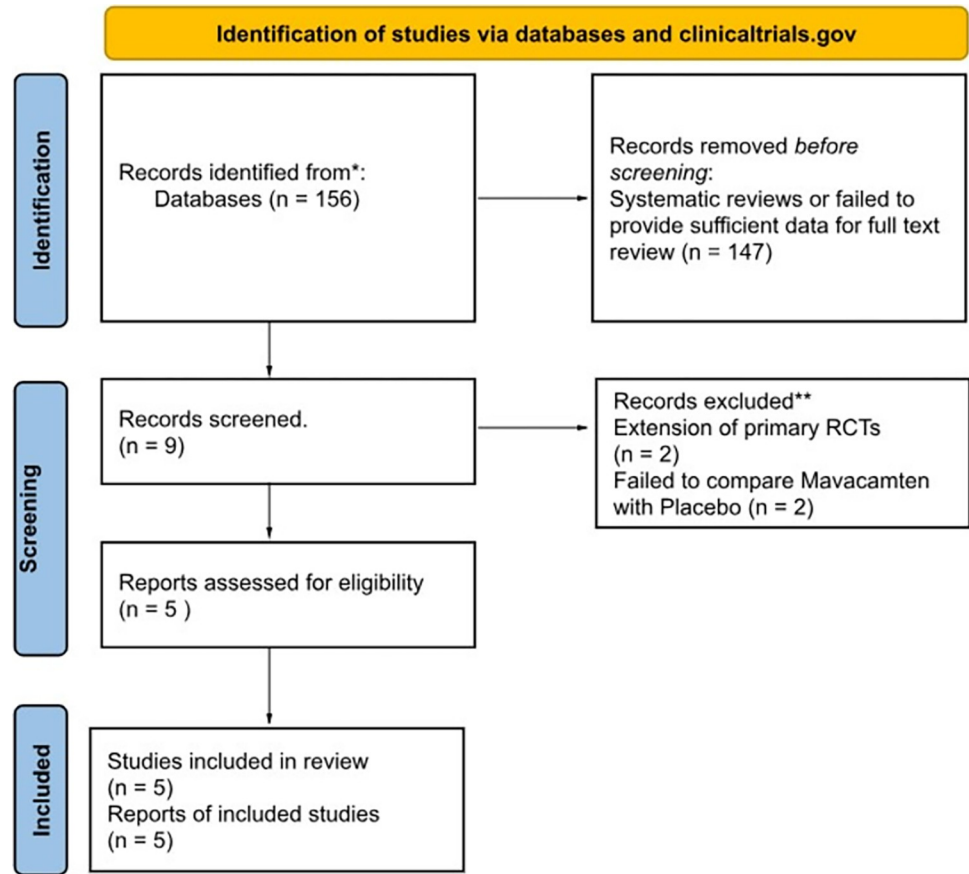 Identification of studies via databases and clinicaltrials.gov
Identification
Records identified from*:
Databases (n = 156)
Records removed before
screening:
Systematic reviews or failed to
provide sufficient data for full text
review (n = 147)
Screening
Records screened.
(n = 9)
Records excluded**
Extension of primary RCTs
(n = 2)
Failed to compare Mavacamten
with Placebo (n = 2)
Reports assessed for eligibility
(n = 5 )
Included
Studies included in review
(n = 5)
Reports of included studies
(n = 5)